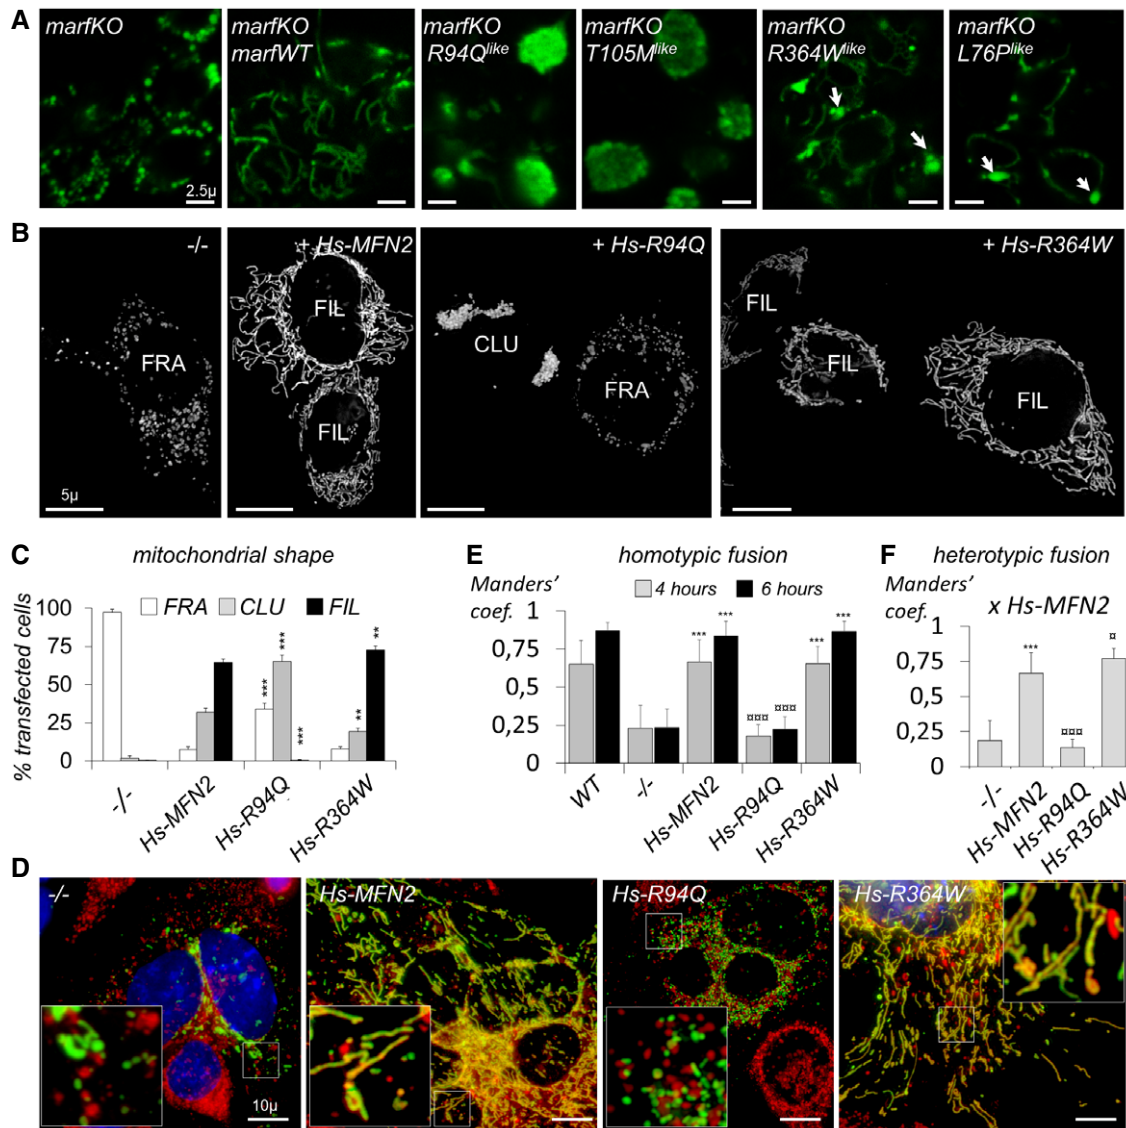 A
marfKO
marfKO
marfWT
marfKO
R94Qlike
marfKO
T105Mlike
marfKO
R364Wlike
marfKO
L76Plike
2.5µ
B
-/-
+ Hs-MFN2
+ Hs-R94Q
+ Hs-R364W
FRA
FIL
FIL
CLU
FRA
FIL
FIL
FIL
5µ
C
mitochondrial shape
FRA
CLU
FIL
% transfected cells
100
75
50
25
0
***
***
***
**
**
-/-
Hs-MFN2
Hs-R94Q
Hs-R364W
E
homotypic fusion
Manders'
coef.
4 hours
6 hours
1
0,75
0,5
0,25
0
***
***
¤¤¤
¤¤¤
***
***
WT
-/-
Hs-MFN2
Hs-R94Q
Hs-R364W
F
heterotypic fusion
Manders'
coef.
x Hs-MFN2
1
0,75
0,5
0,25
0
***
¤¤¤
¤
-/-
Hs-MFN2
Hs-R94Q
Hs-R364W
D
-/-
Hs-MFN2
Hs-R94Q
Hs-R364W
10µ